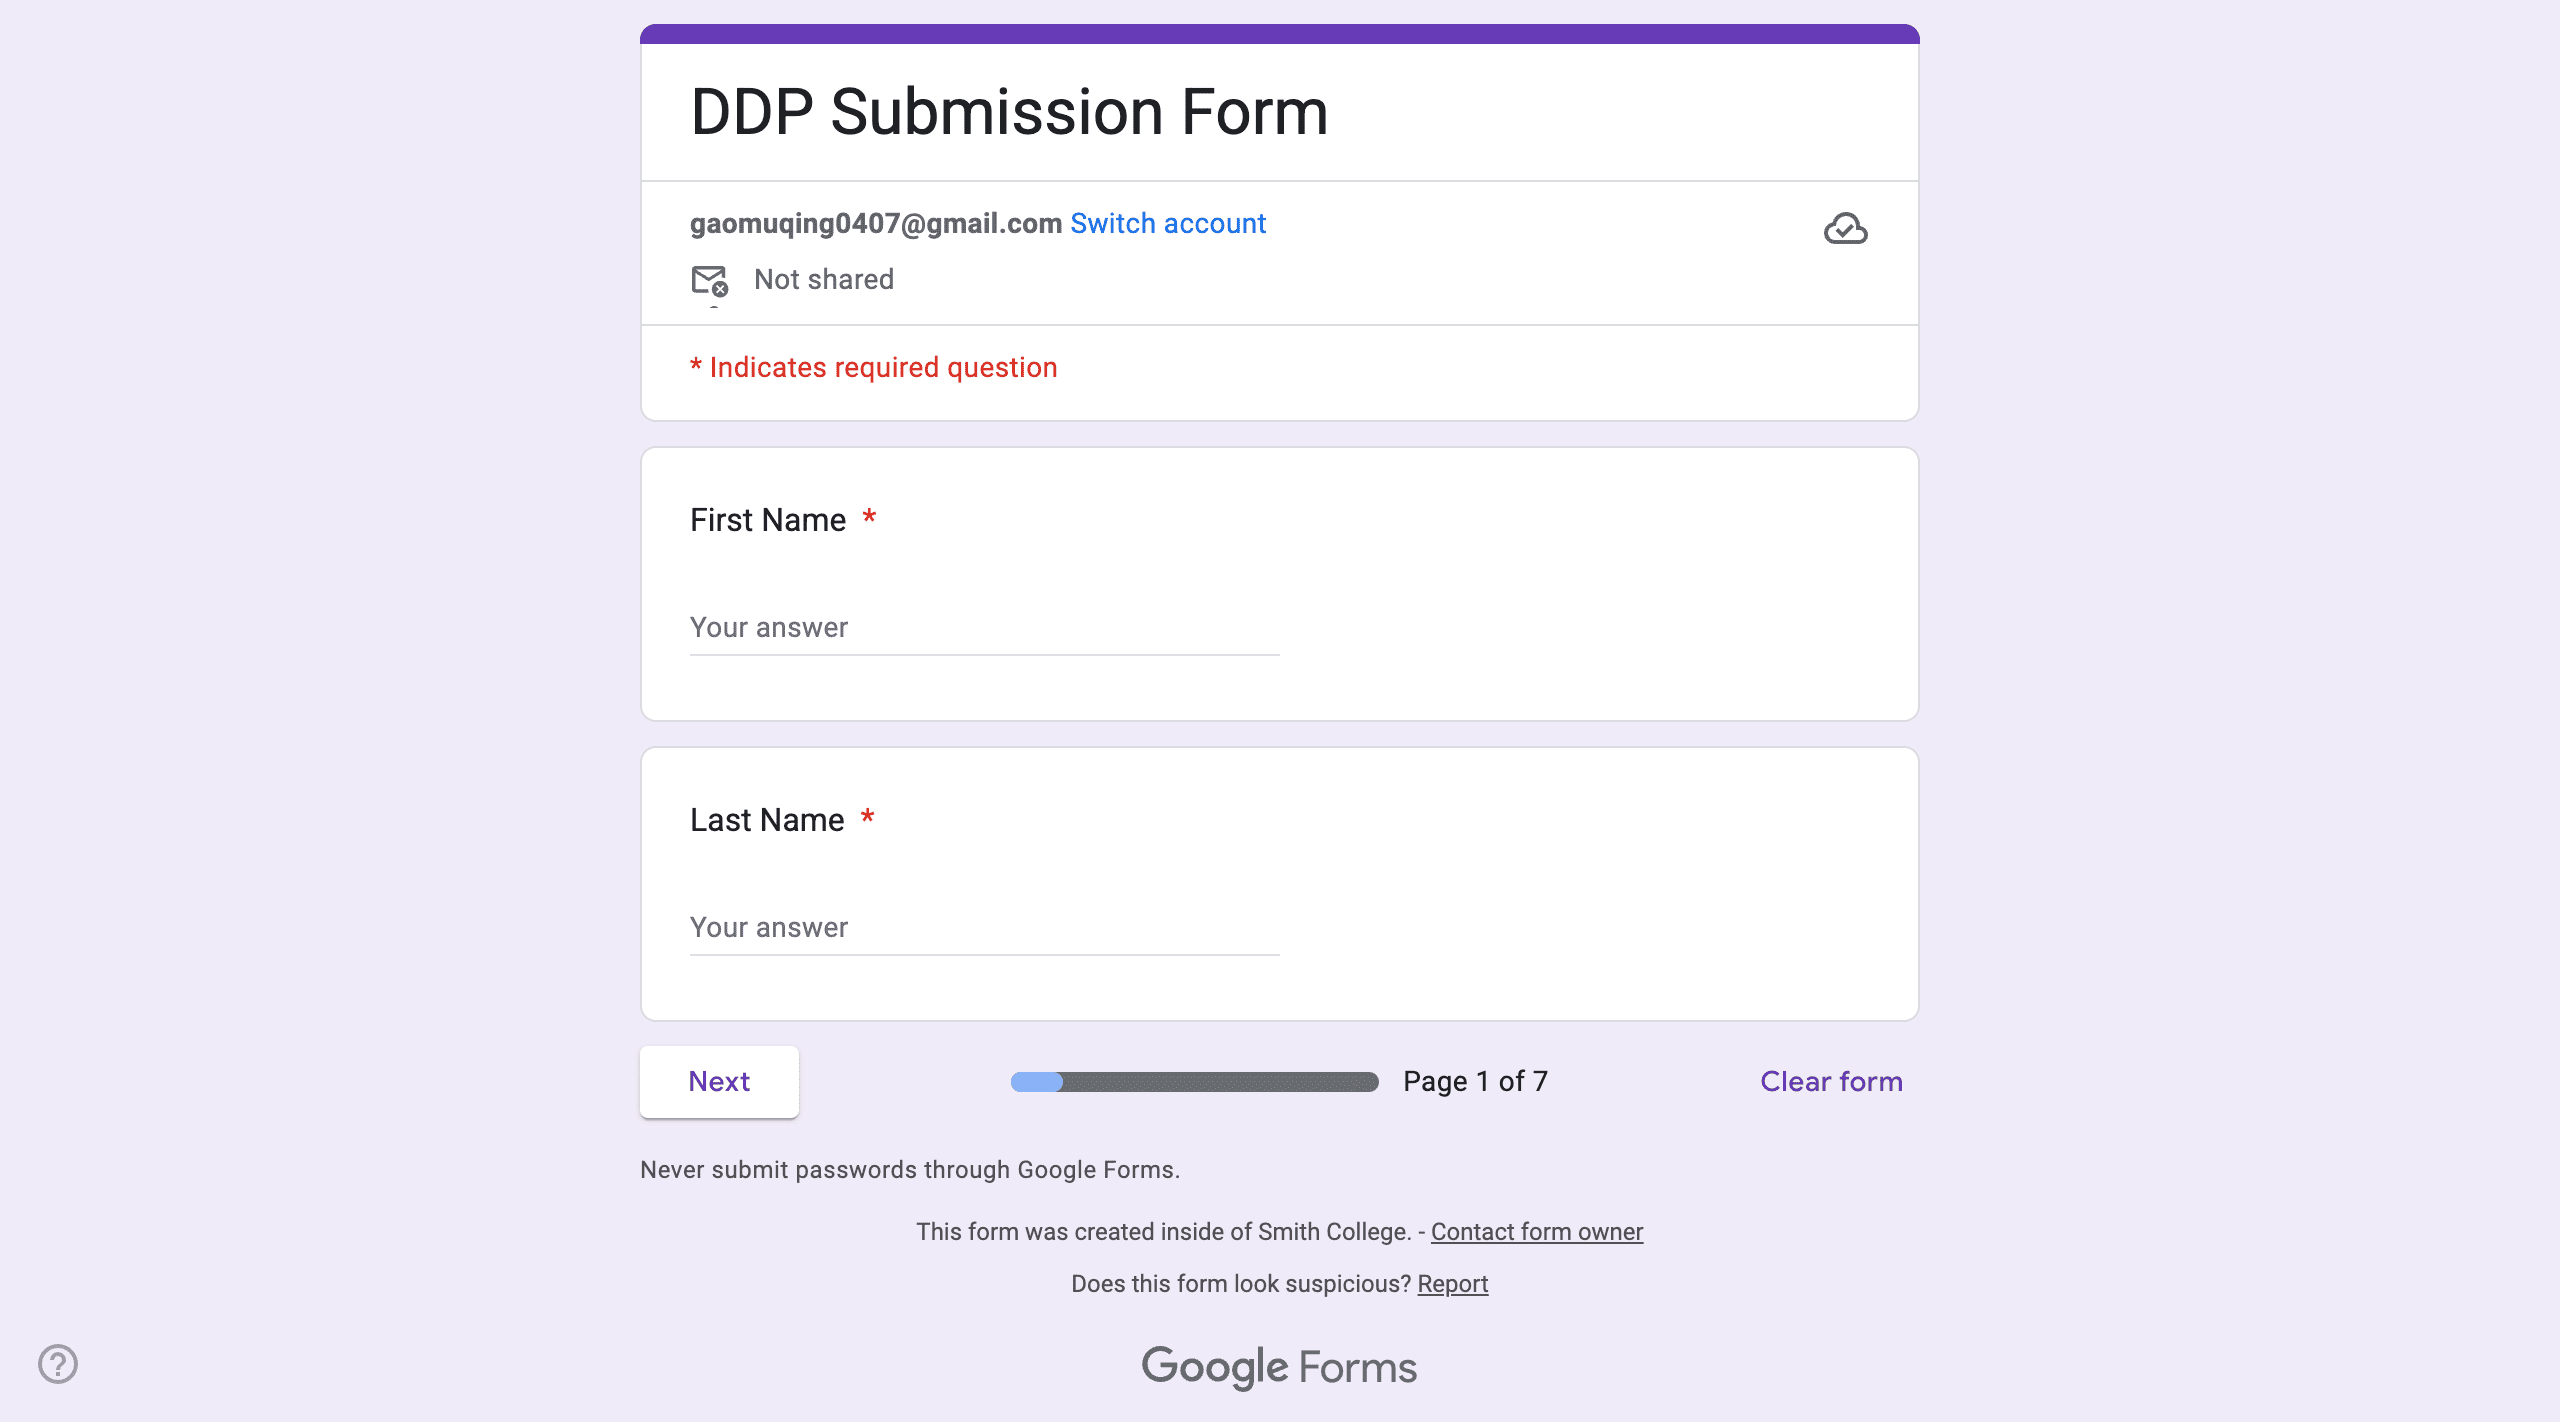 DDP Submission Form
gaomuqing0407@gmail.com Switch account
Not shared
* Indicates required question
First Name *
Your answer
Last Name *
Your answer
Next
Page 1 of 7
Clear form
Never submit passwords through Google Forms.
This form was created inside of Smith College. - Contact form owner
Does this form look suspicious? Report
Google Forms